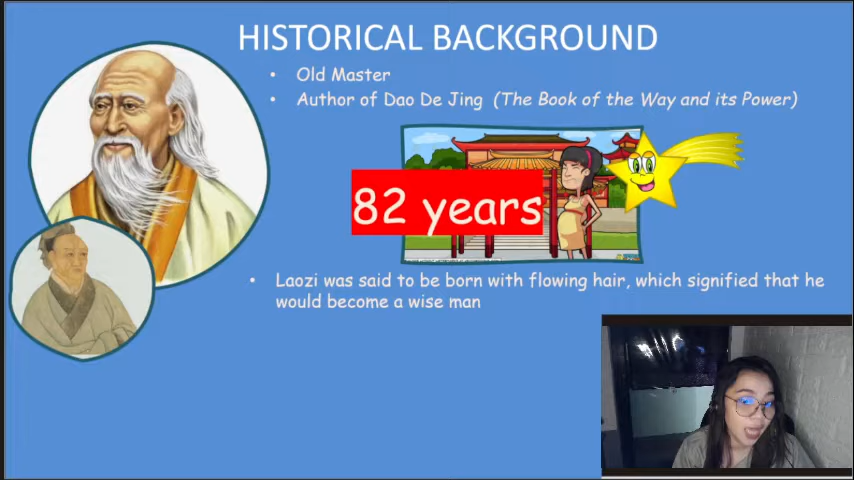 HISTORICAL BACKGROUND
• Old Master
• Author of Dao De Jing (The Book of the Way and its Power)
82 years
• Laozi was said to be born with flowing hair, which signified that he
would become a wise man